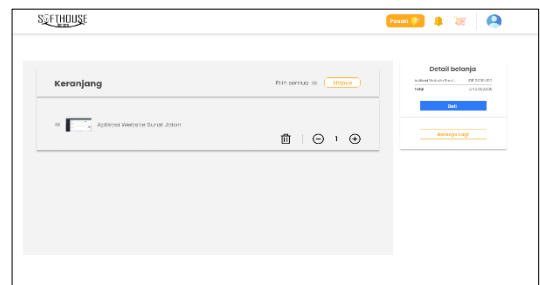 SOFTHOUSE
Pesan
Keranjang
Pilih semua
Hapus
Aplikasi Website Surat Jalan
1
Detail belanja
Total
Beli
Belanja Lagi